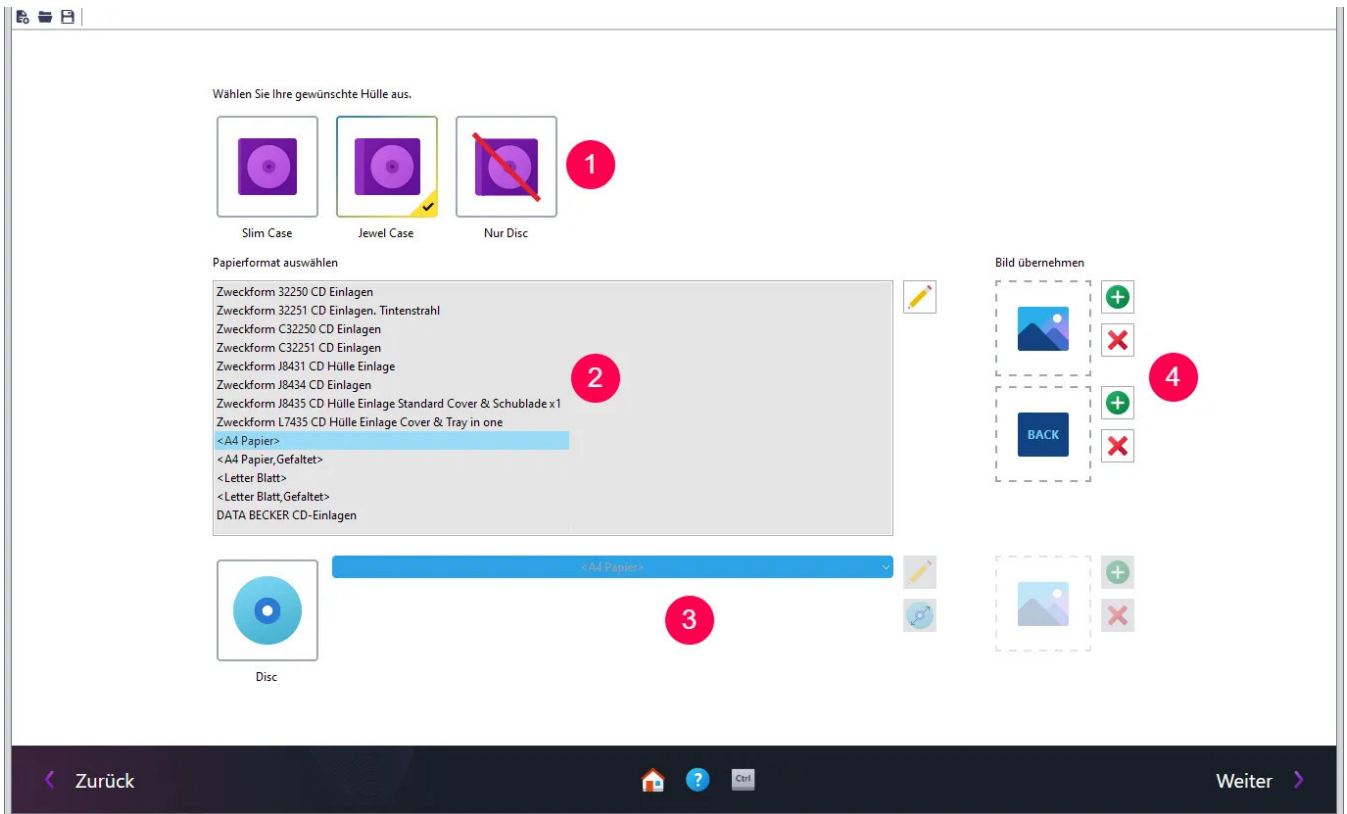 Wählen Sie Ihre gewünschte Hülle aus.
1
Slim Case
Jewel Case
Nur Disc
Papierformat auswählen
Bild übernehmen
Zweckform 32250 CD Einlagen
Zweckform 32251 CD Einlagen. Tintenstrahl
Zweckform C32250 CD Einlagen
Zweckform C32251 CD Einlagen
Zweckform J8431 CD Hülle Einlage
Zweckform J8434 CD Einlagen
Zweckform J8435 CD Hülle Einlage Standard Cover & Schublade x1
Zweckform L7435 CD Hülle Einlage Cover & Tray in one
<A4 Papier>
<A4 Papier,Gefaltet>
<Letter Blatt>
<Letter Blatt,Gefaltet>
DATA BECKER CD-Einlagen
2
4
BACK
<A4 Papier>
3
Disc
Zurück
?
Ctrl
Weiter